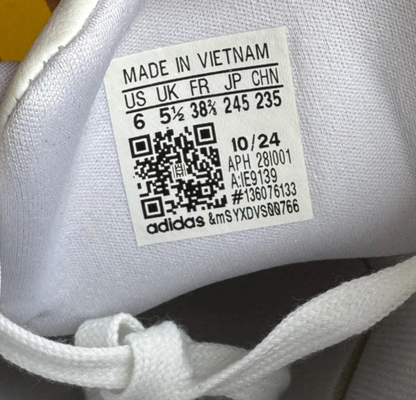 MADE IN VIETNAM
US UK FR JP CHN
6 5½ 38⅔ 245 235
10/24
APH 28I001
A:IE9139
#136076133
adidas &mSYXDVS00766